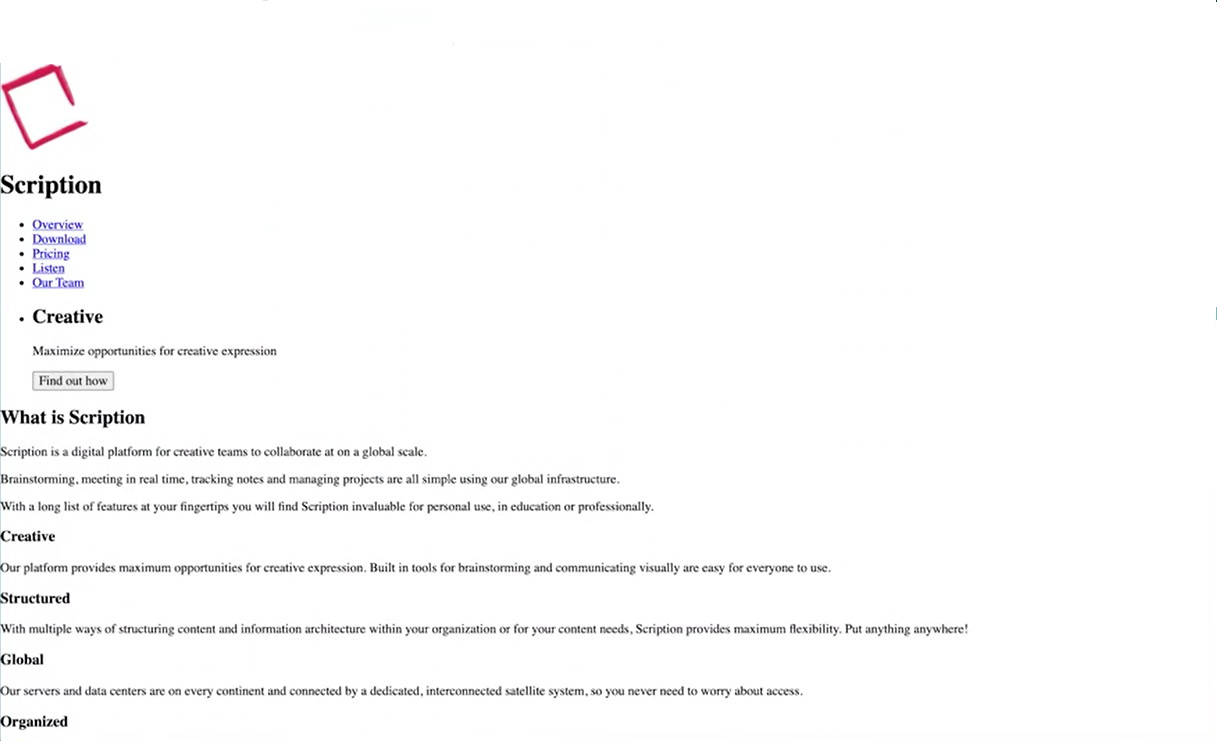 Scription
Overview
Download
Pricing
Listen
Our Team
Creative
Maximize opportunities for creative expression
Find out how
What is Scription
Scription is a digital platform for creative teams to collaborate at on a global scale.
Brainstorming, meeting in real time, tracking notes and managing projects are all simple using our global infrastructure.
With a long list of features at your fingertips you will find Scription invaluable for personal use, in education or professionally.
Creative
Our platform provides maximum opportunities for creative expression. Built in tools for brainstorming and communicating visually are easy for everyone to use.
Structured
With multiple ways of structuring content and information architecture within your organization or for your content needs, Scription provides maximum flexibility. Put anything anywhere!
Global
Our servers and data centers are on every continent and connected by a dedicated, interconnected satellite system, so you never need to worry about access.
Organized